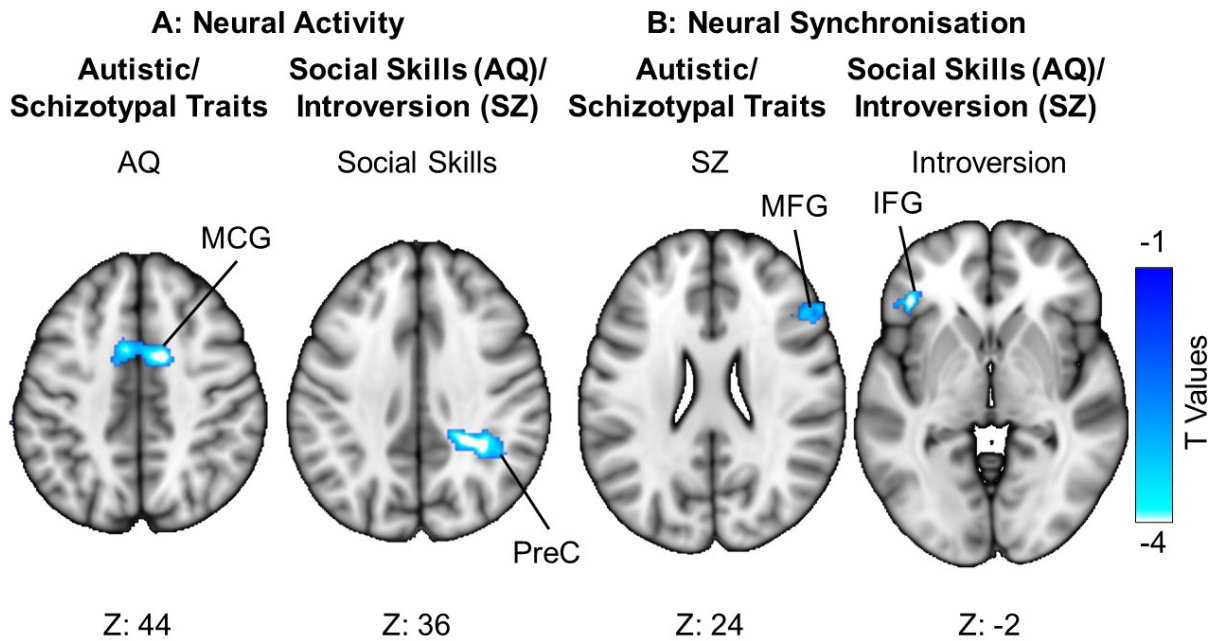 A: Neural Activity
B: Neural Synchronisation
Autistic/
Schizotypal Traits
Social Skills (AQ)/
Introversion (SZ)
Autistic/
Schizotypal Traits
Social Skills (AQ)/
Introversion (SZ)
AQ
Social Skills
SZ
Introversion
MCG
PreC
MFG
IFG
-1
T Values
-4
Z: 44
Z: 36
Z: 24
Z: -2